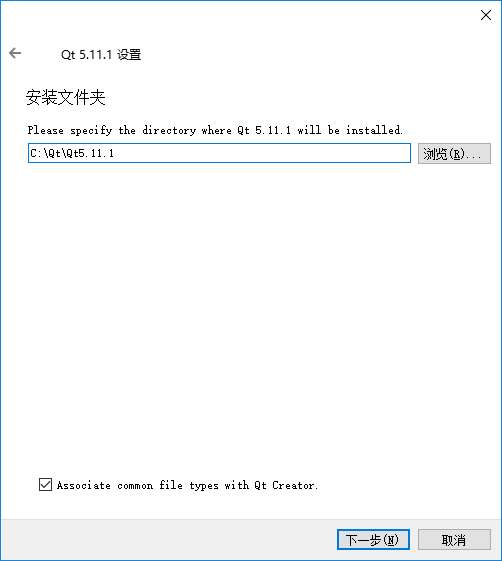 Qt 5.11.1 设置
安装文件夹
Please specify the directory where Qt 5.11.1 will be installed.
C:\Qt\Qt5.11.1
浏览(R)...
Associate common file types with Qt Creator.
下一步(N)
取消